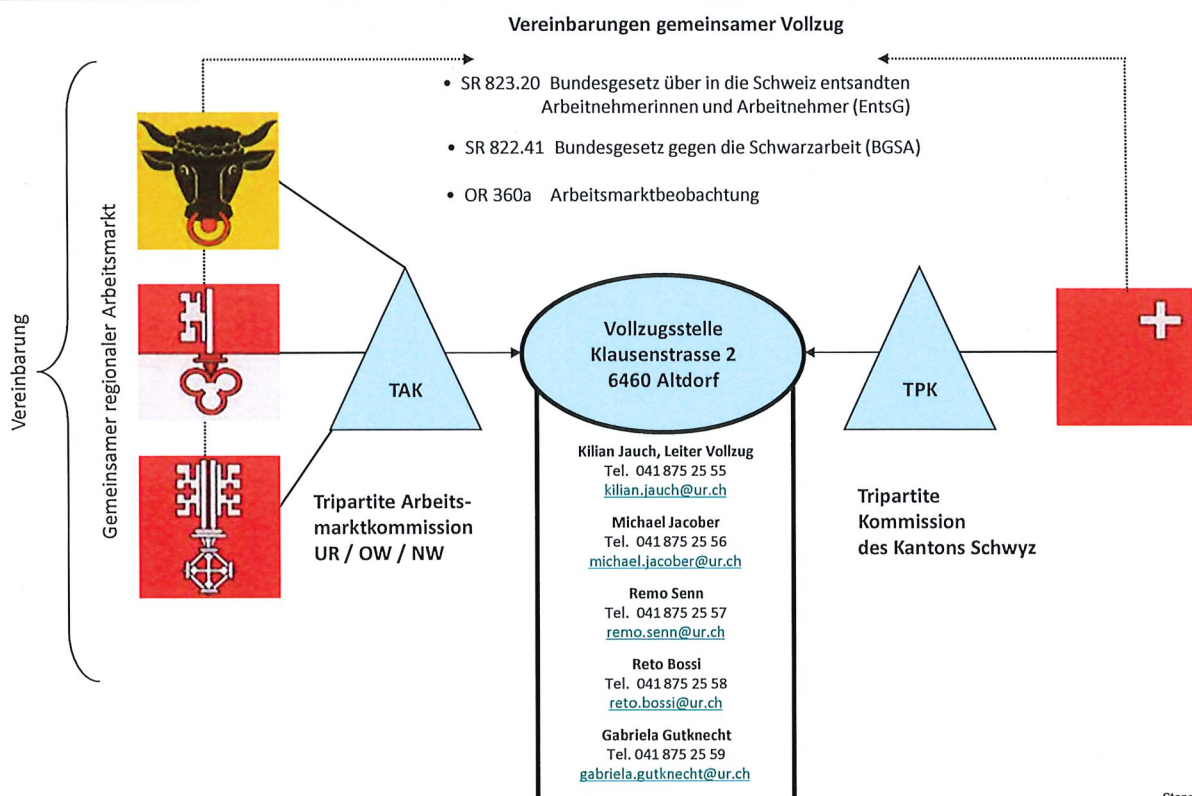 Vereinbarungen gemeinsamer Vollzug
• SR 823.20 Bundesgesetz über in die Schweiz entsandten
Arbeitnehmerinnen und Arbeitnehmer (EntsG)
• SR 822.41 Bundesgesetz gegen die Schwarzarbeit (BGSA)
• OR 360a Arbeitsmarktbeobachtung
Vereinbarung
Gemeinsamer regionaler Arbeitsmarkt
TAK
Tripartite Arbeits-
marktkommission
UR / OW / NW
Vollzugsstelle
Klausenstrasse 2
6460 Altdorf
Kilian Jauch, Leiter Vollzug
Tel. 041 875 25 55
kilian.jauch@ur.ch
Michael Jacober
Tel. 041 875 25 56
michael.jacober@ur.ch
Remo Senn
Tel. 041 875 25 57
remo.senn@ur.ch
Reto Bossi
Tel. 041 875 25 58
reto.bossi@ur.ch
Gabriela Gutknecht
Tel. 041 875 25 59
gabriela.gutknecht@ur.ch
TPK
Tripartite
Kommission
des Kantons Schwyz